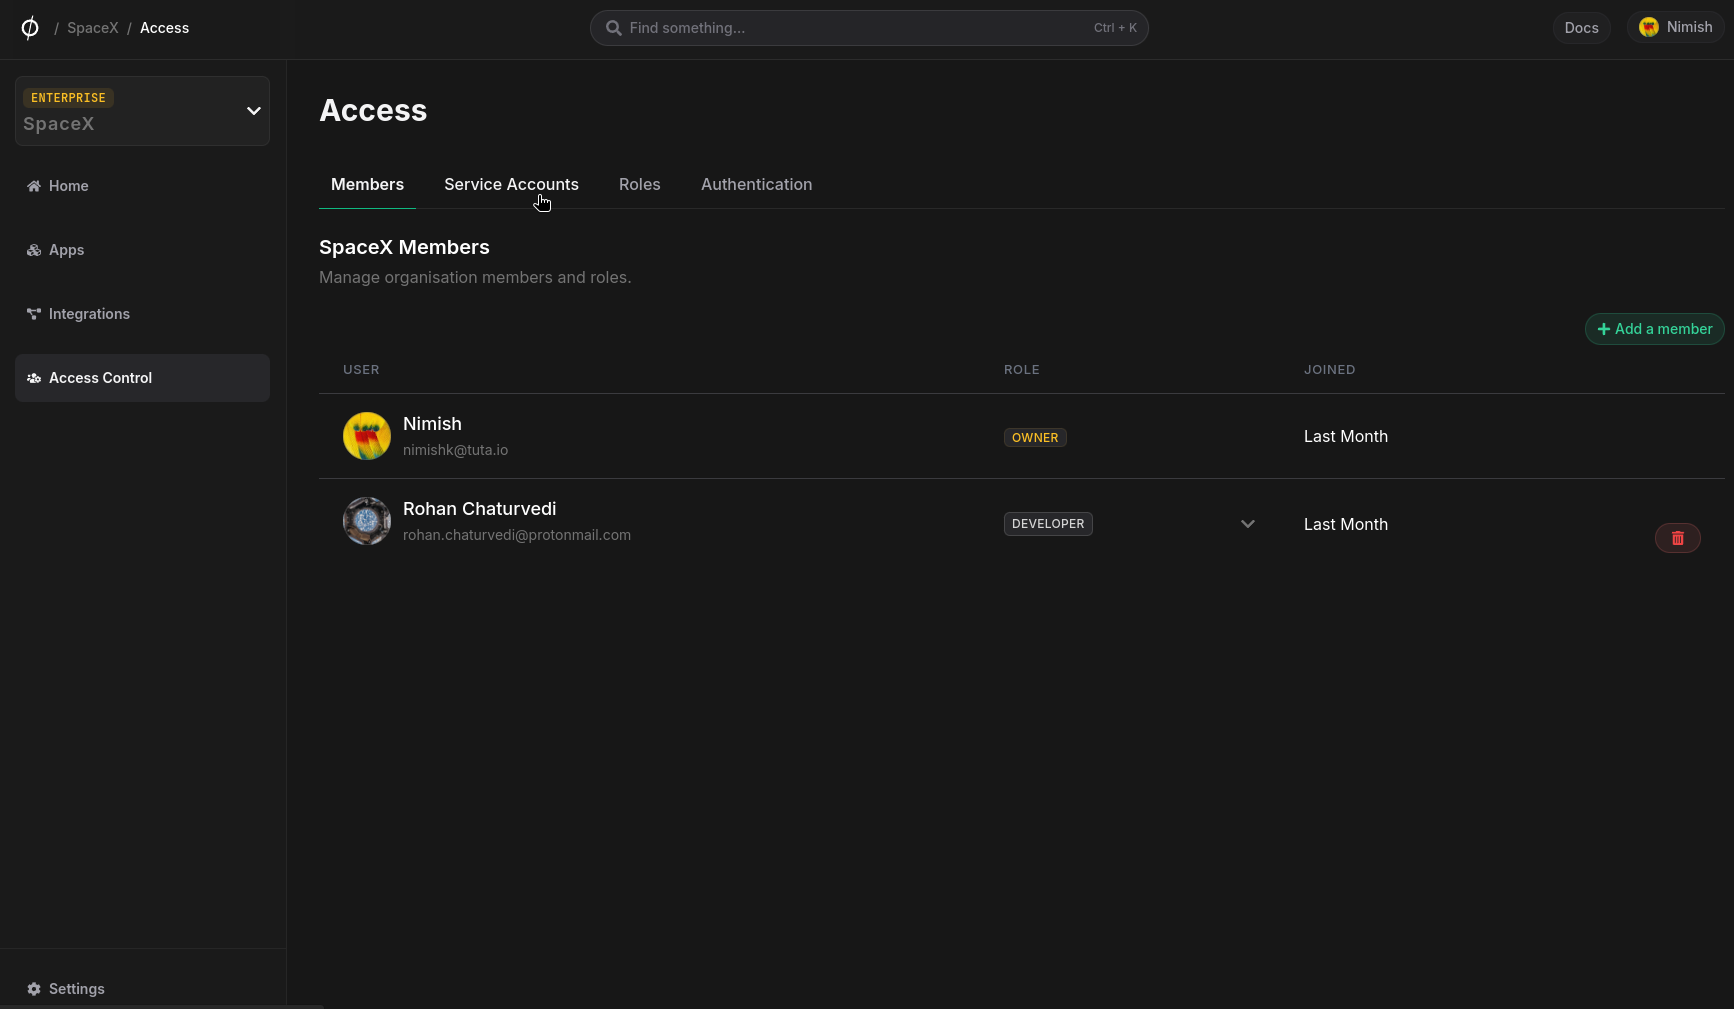 / SpaceX / Access
Find something... Ctrl + K
Docs
Nimish
ENTERPRISE
SpaceX
Home
Apps
Integrations
Access Control
Settings
Access
Members Service Accounts Roles Authentication
SpaceX Members
Manage organisation members and roles.
Add a member
USER ROLE JOINED
Nimish
nimishk@tuta.io
OWNER
Last Month
Rohan Chaturvedi
rohan.chaturvedi@protonmail.com
DEVELOPER
Last Month